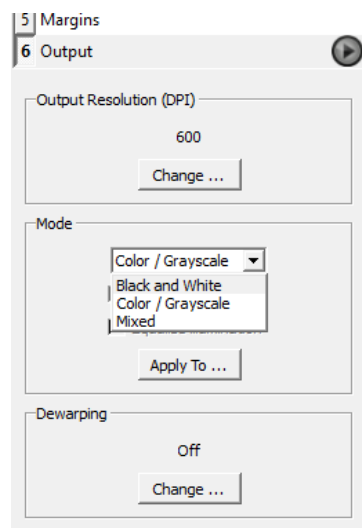 5 Margins
6 Output
Output Resolution (DPI)
600
Change ...
Mode
Color / Grayscale
Black and White
Color / Grayscale
Mixed
Apply To ...
Dewarping
Off
Change ...